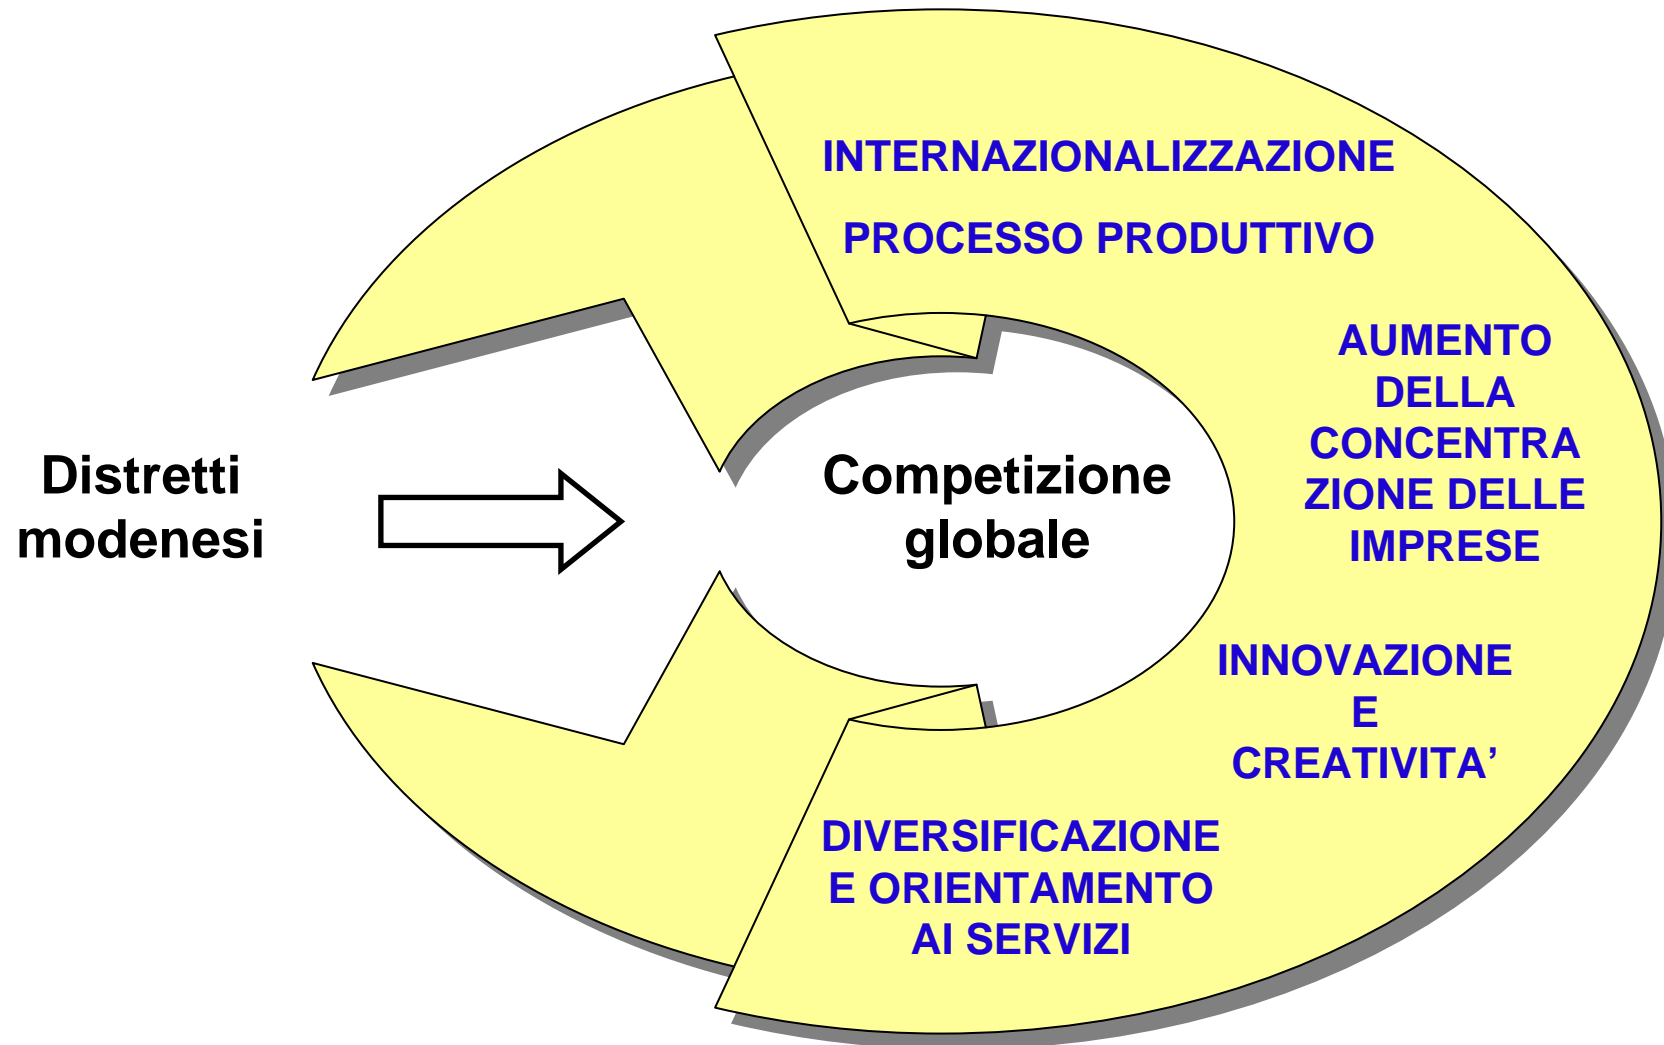 Distretti
modenesi
Competizione
globale
INTERNAZIONALIZZAZIONE
PROCESSO PRODUTTIVO
AUMENTO
DELLA
CONCENTRA
ZIONE DELLE
IMPRESE
INNOVAZIONE
E
CREATIVITA’
DIVERSIFICAZIONE
E ORIENTAMENTO
AI SERVIZI